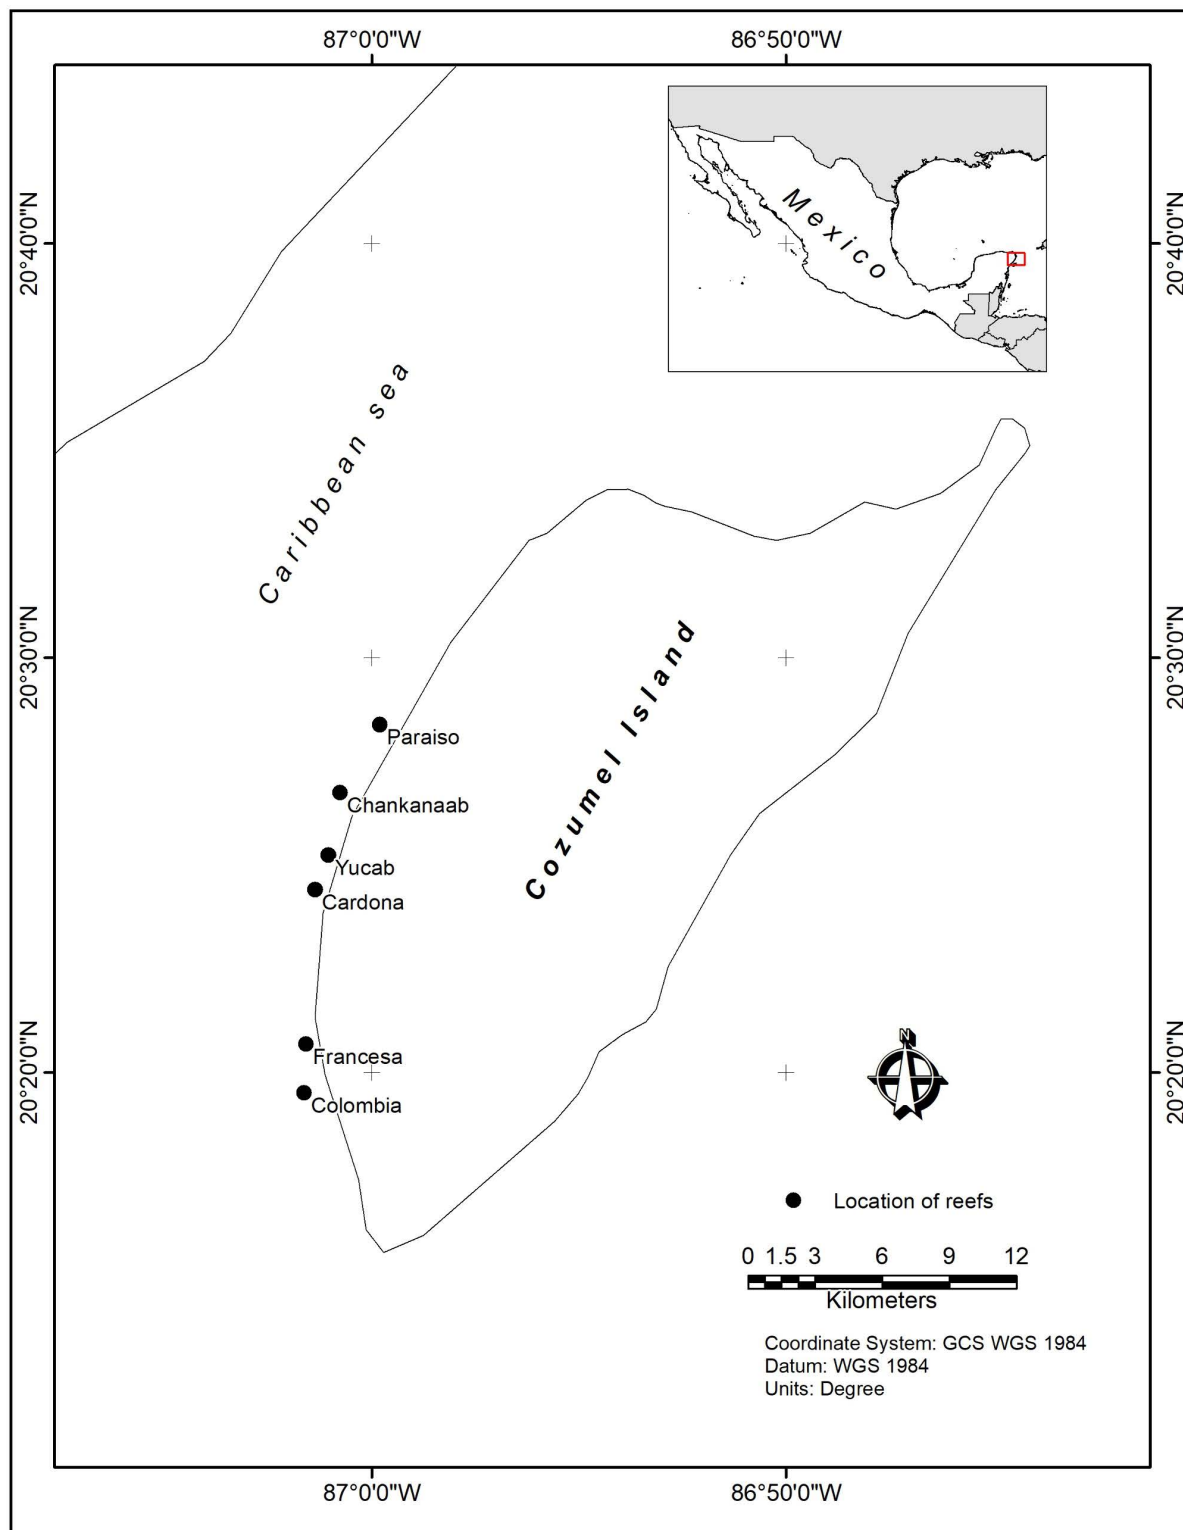 87°0'0"W
86°50'0"W
Mexico
20°40'0"N
20°40'0"N
Caribbean sea
20°30'0"N
20°30'0"N
Cozumel Island
Paraiso
Chankanaab
Yucab
Cardona
Francesa
Colombia
20°20'0"N
20°20'0"N
N
Location of reefs
0 1.5 3 6 9 12
Kilometers
Coordinate System: GCS WGS 1984
Datum: WGS 1984
Units: Degree
87°0'0"W
86°50'0"W